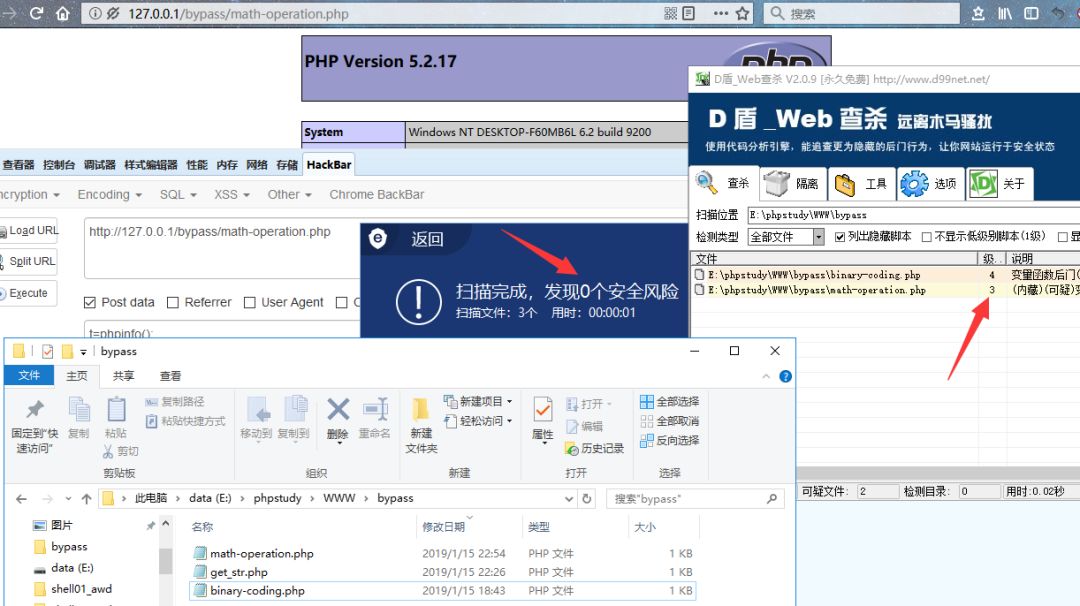 127.0.0.1/bypass/math-operation.php
搜索
PHP Version 5.2.17
php
System
Windows NT DESKTOP-F60MB6L 6.2 build 9200
查看器 控制台 调试器 样式编辑器 性能 内存 网络 存储 HackBar
ncryption Encoding SQL XSS Other Chrome BackBar
Load URL
Split URL
Execute
http://127.0.0.1/bypass/math-operation.php
Post data Referrer User Agent C
t=phpinfo();
返回
扫描完成，发现0个安全风险
扫描文件：3个 用时：00:00:01
D盾_Web查杀 V2.0.9 [永久免费] http://www.d99net.net/
D 盾 _Web 查杀 远离木马骚扰
使用代码分析引擎，能追查更为隐藏的后门行为，让你网站运行于安全状态
查杀 隔离 工具 选项 关于
扫描位置 E:\phpstudy\WWW\bypass
检测类型 全部文件 列出隐藏脚本 不显示低级别脚本(1级) 显
文件 级.. 说明
E:\phpstudy\WWW\bypass\binary-coding.php 4 变量函数后门(
E:\phpstudy\WWW\bypass\math-operation.php 3 (内藏)(可疑)
可疑文件: 2 检测目录: 0 用时:0.02秒
bypass
文件 主页 共享 查看
固定到"快速访问"
复制
粘贴
复制路径
粘贴快捷方式
剪切
剪贴板
移动到 复制到 删除 重命名
组织
新建文件夹
新建项目
轻松访问
新建
属性
打开
编辑
历史记录
打开
全部选择
全部取消
反向选择
选择
此电脑 data (E:) phpstudy WWW bypass
搜索"bypass"
图片
bypass
data (E:)
shell01_awd
名称 修改日期 类型 大小
math-operation.php 2019/1/15 22:54 PHP 文件 1 KB
get_str.php 2019/1/15 22:26 PHP 文件 1 KB
binary-coding.php 2019/1/15 18:43 PHP 文件 1 KB